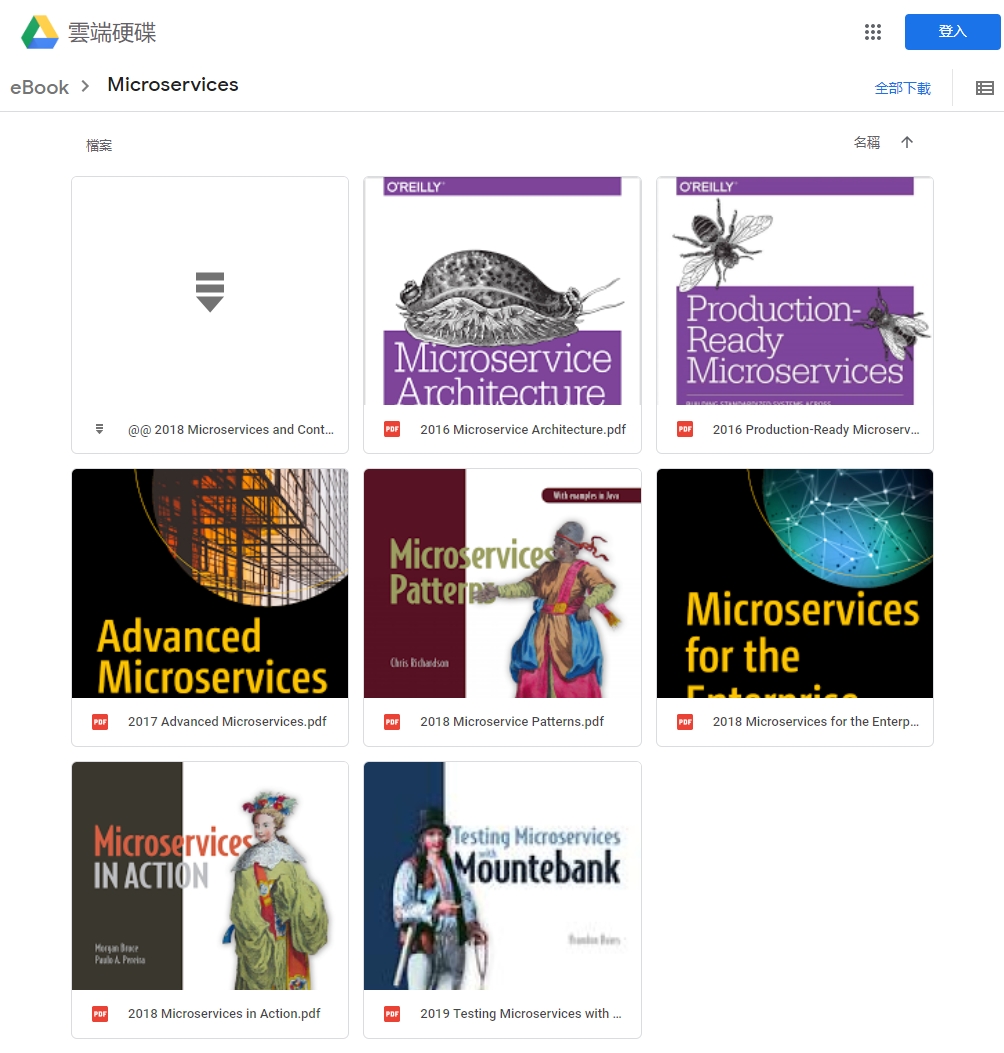 雲端硬碟
登入
eBook > Microservices
全部下載
檔案
名稱
O'REILLY
Microservice
Architecture
O'REILLY
Production-
Ready
Microservices
BUILDING STANDARDIZED SYSTEMS ACROSS
@@ 2018 Microservices and Cont...
PDF 2016 Microservice Architecture.pdf
PDF 2016 Production-Ready Microserv...
Advanced
Microservices
With examples in Java
Microservices
Patterns
Chris Richardson
Microservices
for the
Enterprise
PDF 2017 Advanced Microservices.pdf
PDF 2018 Microservice Patterns.pdf
PDF 2018 Microservices for the Enterp...
Microservices
IN ACTION
Morgan Bruce
Paulo A. Pereira
Testing Microservices
with
Mountebank
Brandon Byars
PDF 2018 Microservices in Action.pdf
PDF 2019 Testing Microservices with ...